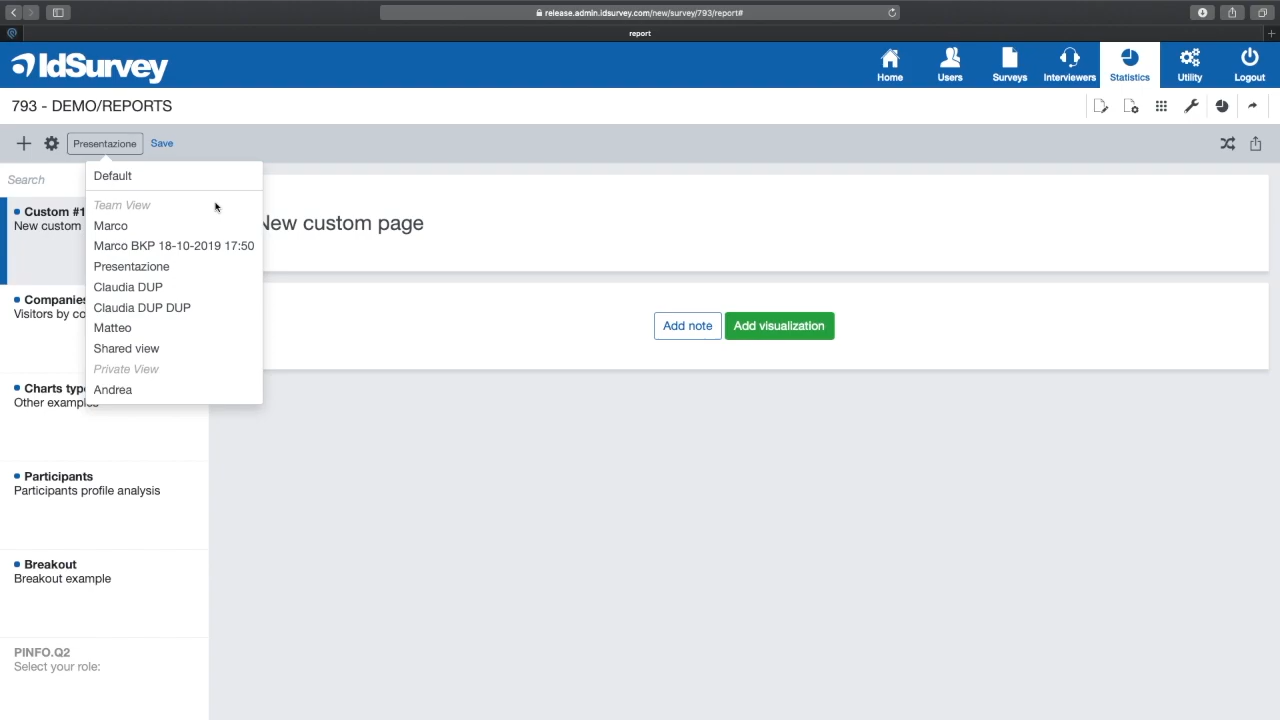 release.admin.idsurvey.com/new/survey/793/report#
report
IdSurvey
Home
Users
Surveys
Interviewers
Statistics
Utility
Logout
793 - DEMO/REPORTS
Presentazione
Save
Search
Default
Team View
Marco
Marco BKP 18-10-2019 17:50
Presentazione
Claudia DUP
Claudia DUP DUP
Matteo
Shared view
Private View
Andrea
Custom #1
New custom
Companies
Visitors by co
Charts typ
Other examples
Participants
Participants profile analysis
Breakout
Breakout example
PINFO.Q2
Select your role:
New custom page
Add note
Add visualization